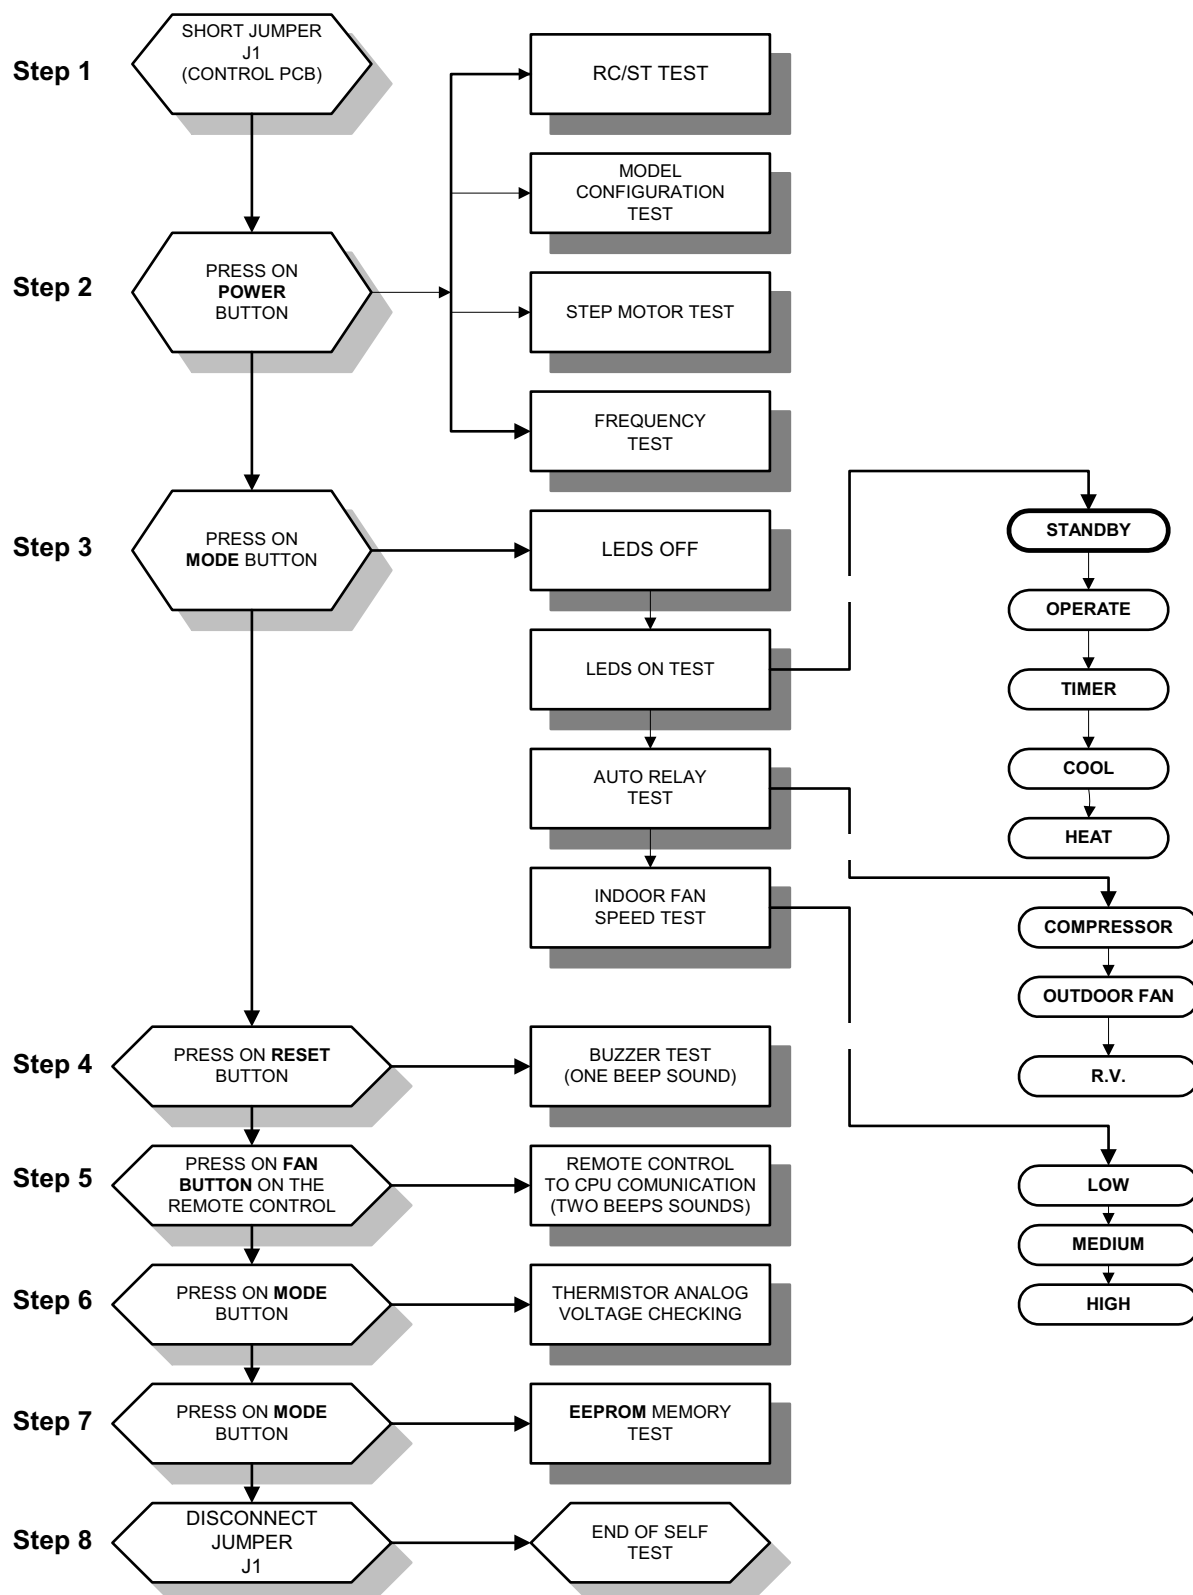 Step 1
SHORT JUMPER
J1
(CONTROL PCB)
RC/ST TEST
MODEL
CONFIGURATION
TEST
Step 2
PRESS ON
POWER
BUTTON
STEP MOTOR TEST
FREQUENCY
TEST
Step 3
PRESS ON
MODE BUTTON
LEDS OFF
LEDS ON TEST
AUTO RELAY
TEST
INDOOR FAN
SPEED TEST
STANDBY
OPERATE
TIMER
COOL
HEAT
COMPRESSOR
OUTDOOR FAN
R.V.
LOW
MEDIUM
HIGH
Step 4
PRESS ON RESET
BUTTON
BUZZER TEST
(ONE BEEP SOUND)
Step 5
PRESS ON FAN
BUTTON ON THE
REMOTE CONTROL
REMOTE CONTROL
TO CPU COMUNICATION
(TWO BEEPS SOUNDS)
Step 6
PRESS ON MODE
BUTTON
THERMISTOR ANALOG
VOLTAGE CHECKING
Step 7
PRESS ON MODE
BUTTON
EEPROM MEMORY
TEST
Step 8
DISCONNECT
JUMPER
J1
END OF SELF
TEST